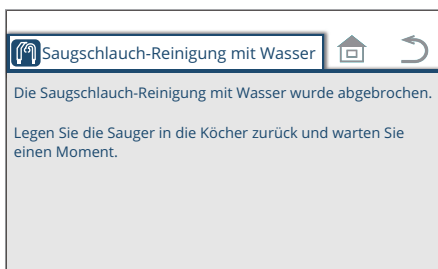 Saugschlauch-Reinigung mit Wasser
Die Saugschlauch-Reinigung mit Wasser wurde abgebrochen.
Legen Sie die Sauger in die Köcher zurück und warten Sie
einen Moment.